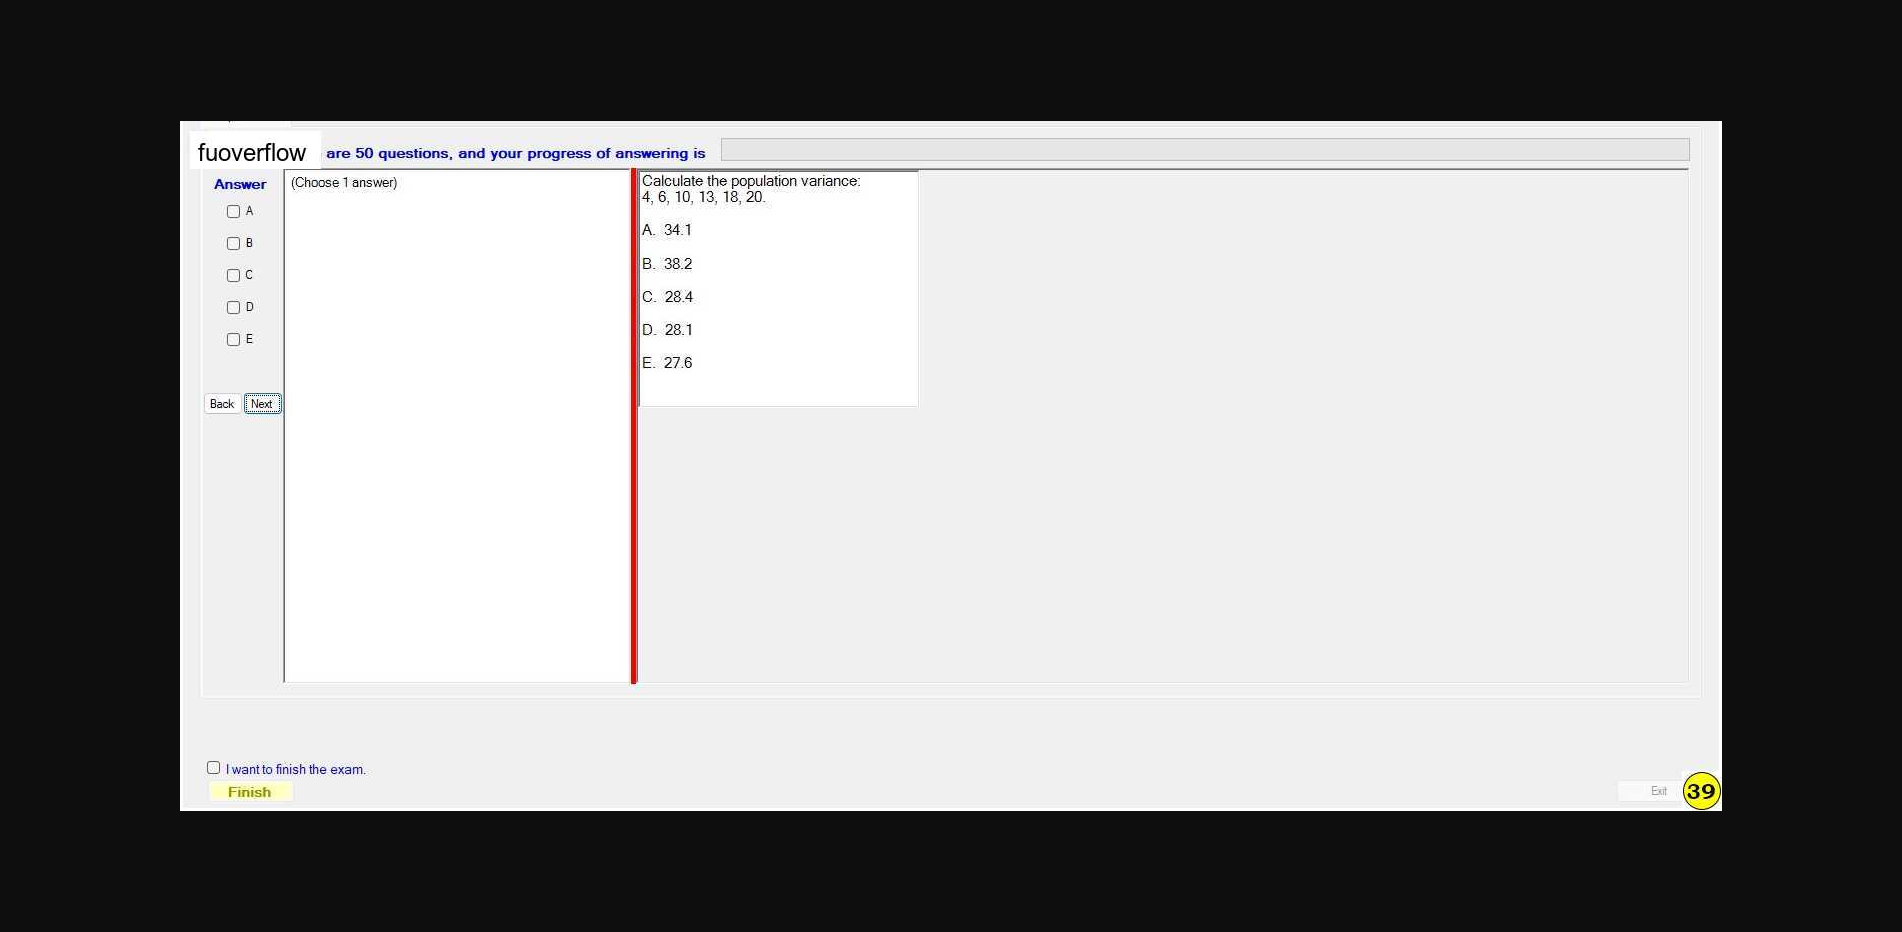 fuoverflow are 50 questions, and your progress of answering is
Answer
(Choose 1 answer)
A
B
C
D
E
Back Next
Calculate the population variance:
4, 6, 10, 13, 18, 20.
A. 34.1
B. 38.2
C. 28.4
D. 28.1
E. 27.6
I want to finish the exam.
Finish
Exit
39